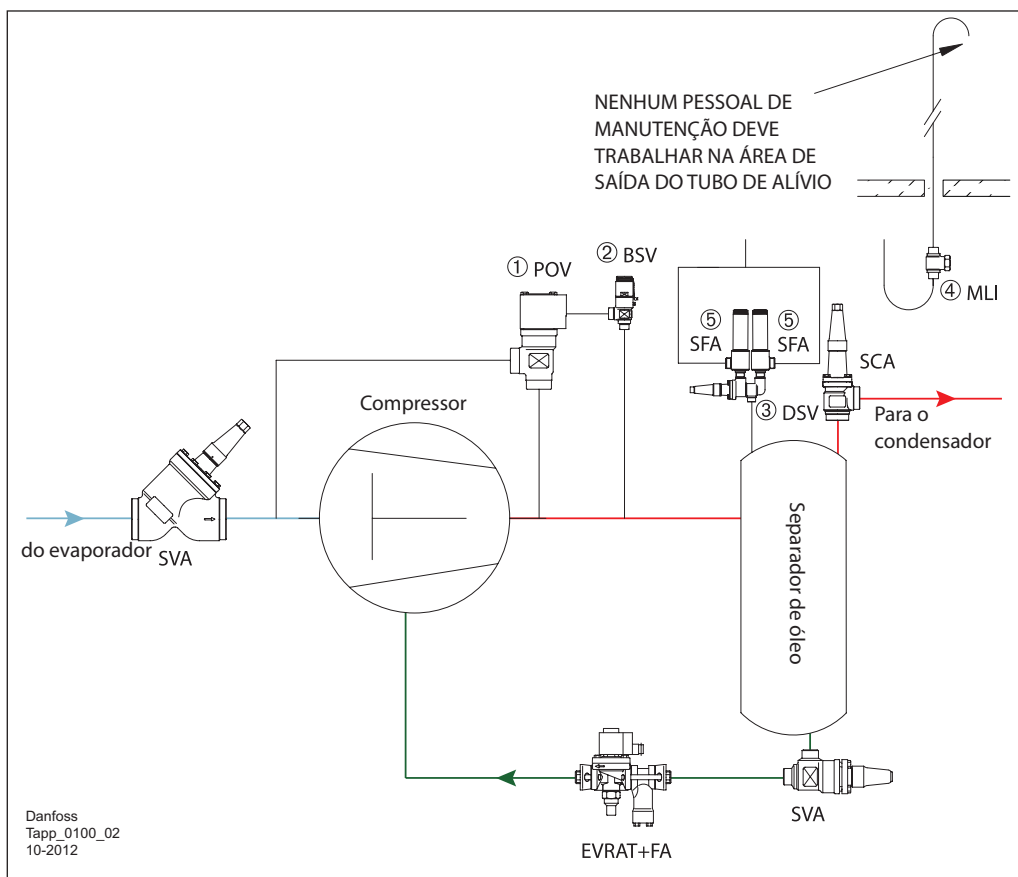 NENHUM PESSOAL DE
MANUTENÇÃO DEVE
TRABALHAR NA ÁREA DE
SAÍDA DO TUBO DE ALÍVIO
① POV
② BSV
④ MLI
⑤
SFA
⑤
SFA
SCA
③ DSV
Compressor
Para o
condensador
do evaporador
SVA
Separador de óleo
SVA
EVRAT+FA
Danfoss
Tapp_0100_02
10-2012